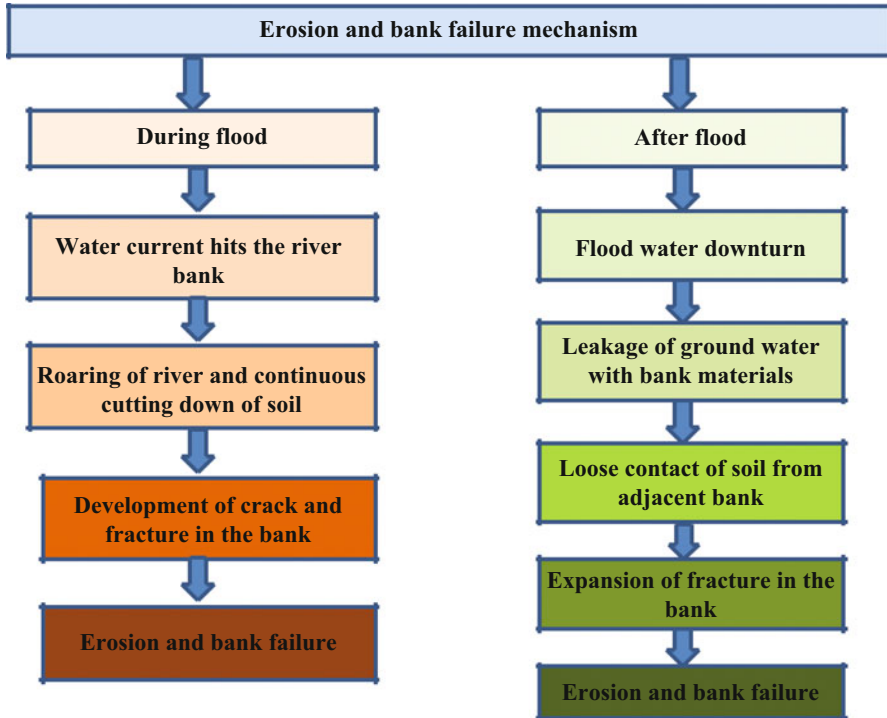 Erosion and bank failure mechanism
During flood
Water current hits the river
bank
Roaring of river and continuous
cutting down of soil
Development of crack and
fracture in the bank
Erosion and bank failure
After flood
Flood water downturn
Leakage of ground water
with bank materials
Loose contact of soil from
adjacent bank
Expansion of fracture in the
bank
Erosion and bank failure